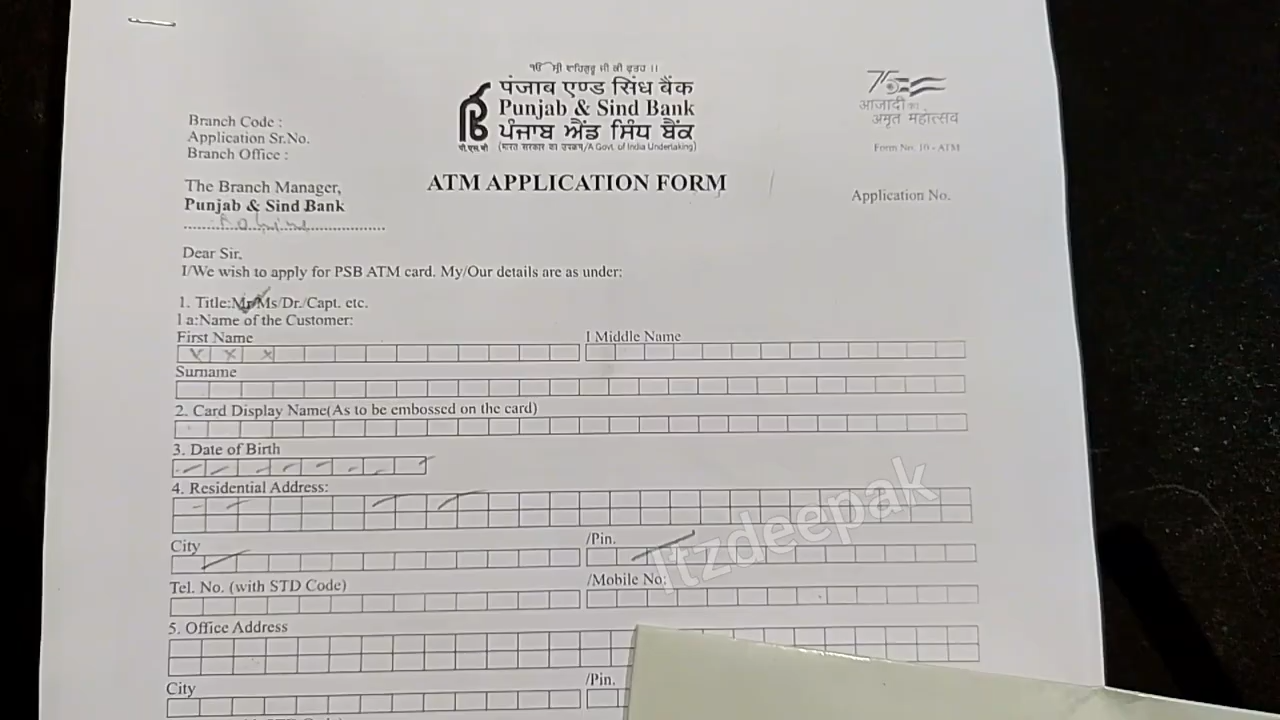 ੴ ਸ੍ਰੀ ਵਾਹਿਗੁਰੂ ਜੀ ਕੀ ਫਤਹ ।।
पंजाब एण्ड सिंध बैंक
Punjab & Sind Bank
ਪੰਜਾਬ ਐਂਡ ਸਿੰਧ ਬੈਂਕ
(भारत सरकार का उपक्रम/A Govt. of India Undertaking)
पी.एस.बी
75
आज़ादी का
अमृत महोत्सव
Form No. 10 - ATM
Branch Code :
Application Sr.No.
Branch Office :
ATM APPLICATION FORM
The Branch Manager,
Punjab & Sind Bank
Application No.
Dear Sir,
I/We wish to apply for PSB ATM card. My/Our details are as under:
1. Title:Mr/Ms/Dr./Capt. etc.
1a:Name of the Customer:
First Name I Middle Name
X X X
Surname
2. Card Display Name(As to be embossed on the card)
3. Date of Birth
4. Residential Address:
City /Pin.
Tel. No. (with STD Code) /Mobile No:
5. Office Address
City /Pin.
Itzdeepak